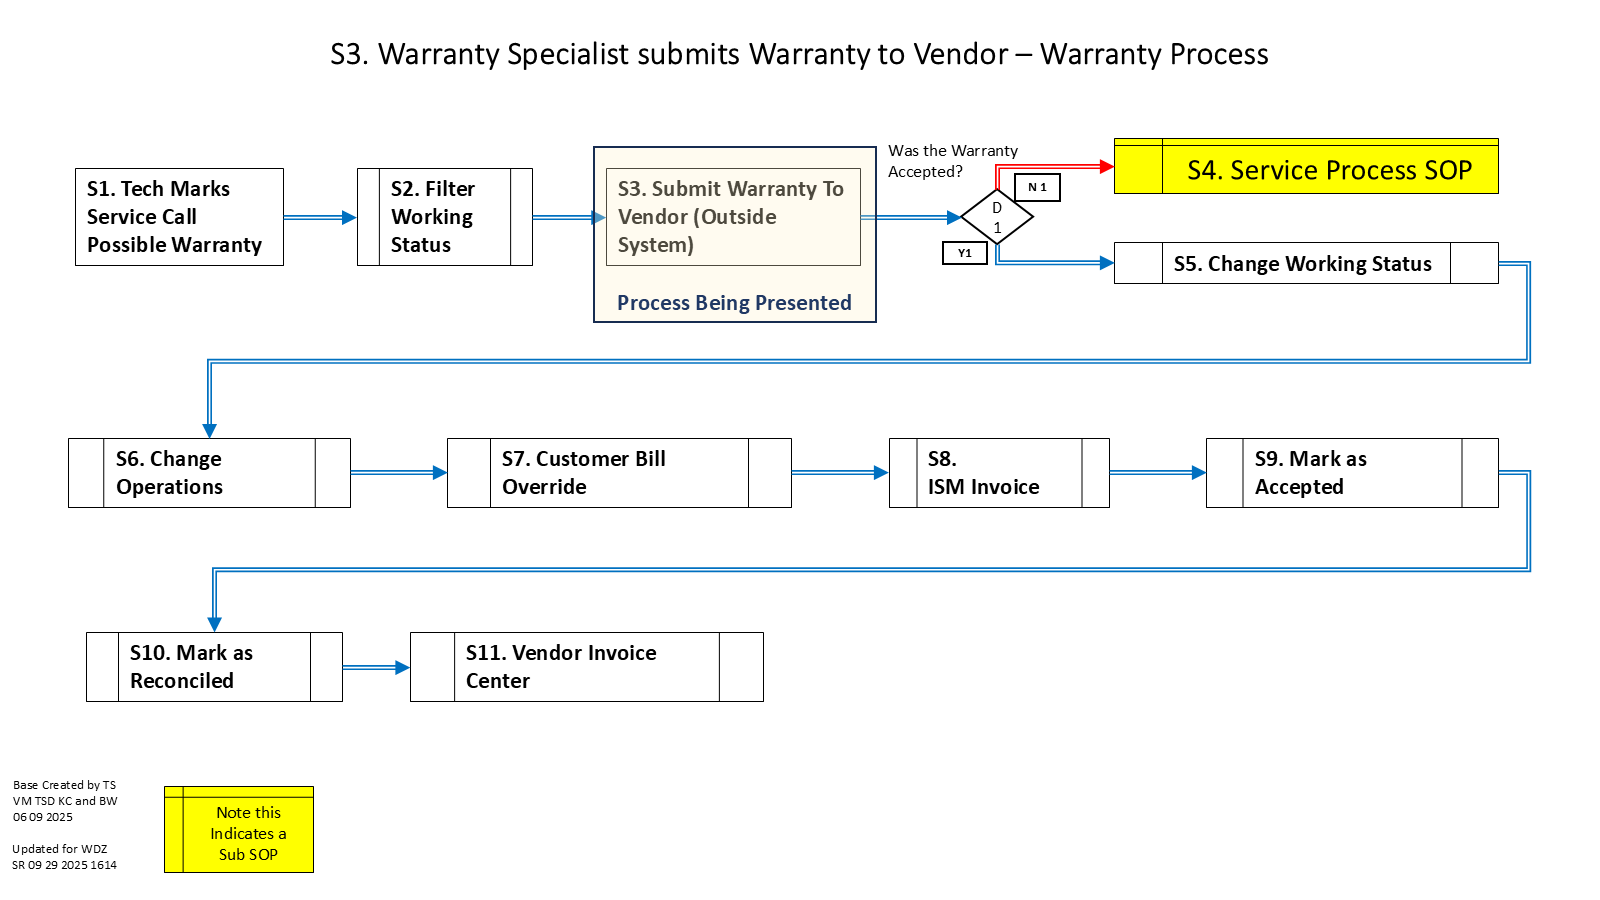 S3. Warranty Specialist submits Warranty to Vendor – Warranty Process
S1. Tech Marks
Service Call
Possible Warranty
S2. Filter
Working
Status
S3. Submit Warranty To
Vendor (Outside
System)
Process Being Presented
Was the Warranty
Accepted?
D
1
N 1
Y1
S4. Service Process SOP
S5. Change Working Status
S6. Change
Operations
S7. Customer Bill
Override
S8.
ISM Invoice
S9. Mark as
Accepted
S10. Mark as
Reconciled
S11. Vendor Invoice
Center
Base Created by TS
VM TSD KC and BW
06 09 2025
Updated for WDZ
SR 09 29 2025 1614
Note this
Indicates a
Sub SOP